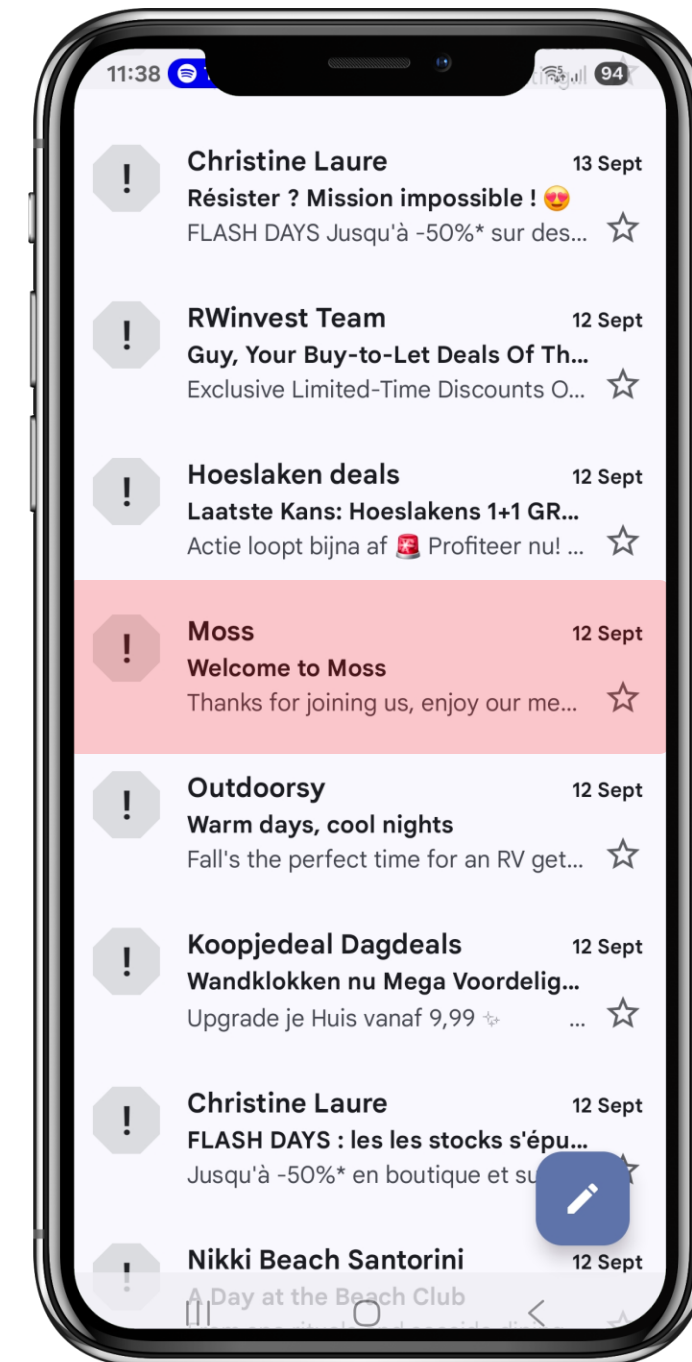 11:38
94
Christine Laure 13 Sept
Résister ? Mission impossible ! 😍
FLASH DAYS Jusqu'à -50%* sur des...
RWinvest Team 12 Sept
Guy, Your Buy-to-Let Deals Of Th...
Exclusive Limited-Time Discounts O...
Hoeslaken deals 12 Sept
Laatste Kans: Hoeslakens 1+1 GR...
Actie loopt bijna af 🚨 Profiteer nu! ...
Moss 12 Sept
Welcome to Moss
Thanks for joining us, enjoy our me...
Outdoorsy 12 Sept
Warm days, cool nights
Fall's the perfect time for an RV get...
Koopjedeal Dagdeals 12 Sept
Wandklokken nu Mega Voordelig...
Upgrade je Huis vanaf 9,99 ✨ ...
Christine Laure 12 Sept
FLASH DAYS : les les stocks s'épu...
Jusqu'à -50%* en boutique et su
Nikki Beach Santorini 12 Sept
A Day at the Beach Club